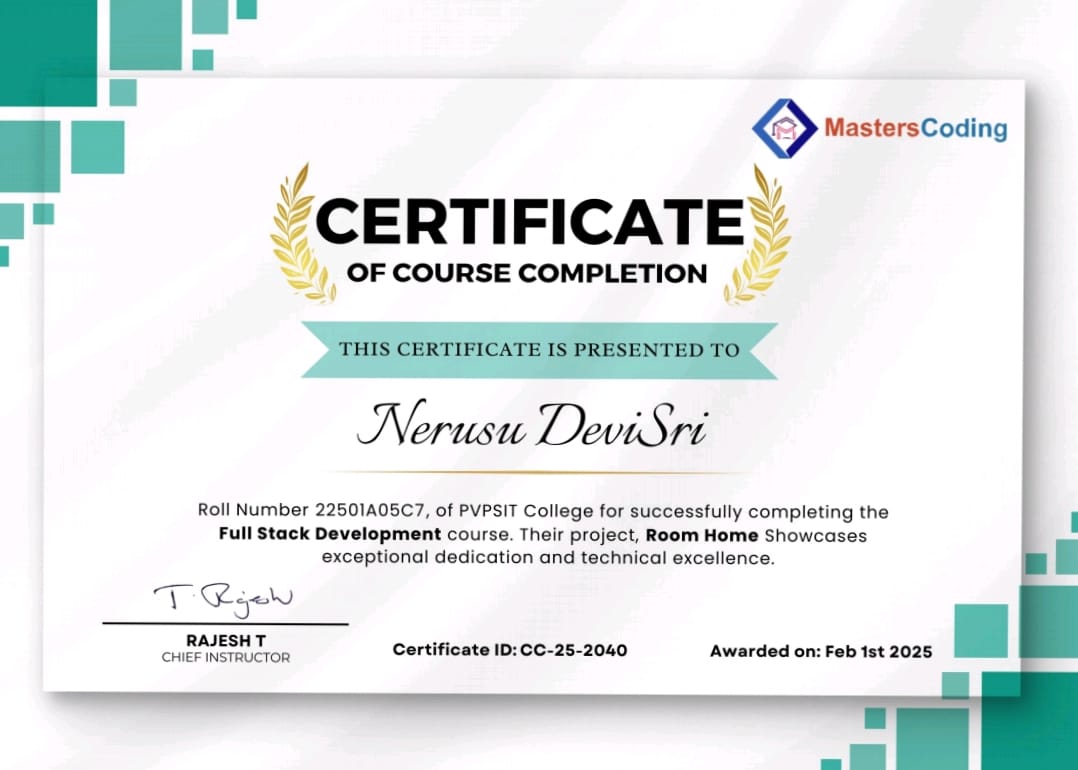 MastersCoding
CERTIFICATE
OF COURSE COMPLETION
THIS CERTIFICATE IS PRESENTED TO
Nerusu DeviSri
Roll Number 22501A05C7, of PVPSIT College for successfully completing the
Full Stack Development course. Their project, Room Home Showcases
exceptional dedication and technical excellence.
T. Rajesh
RAJESH T
CHIEF INSTRUCTOR
Certificate ID: CC-25-2040
Awarded on: Feb 1st 2025